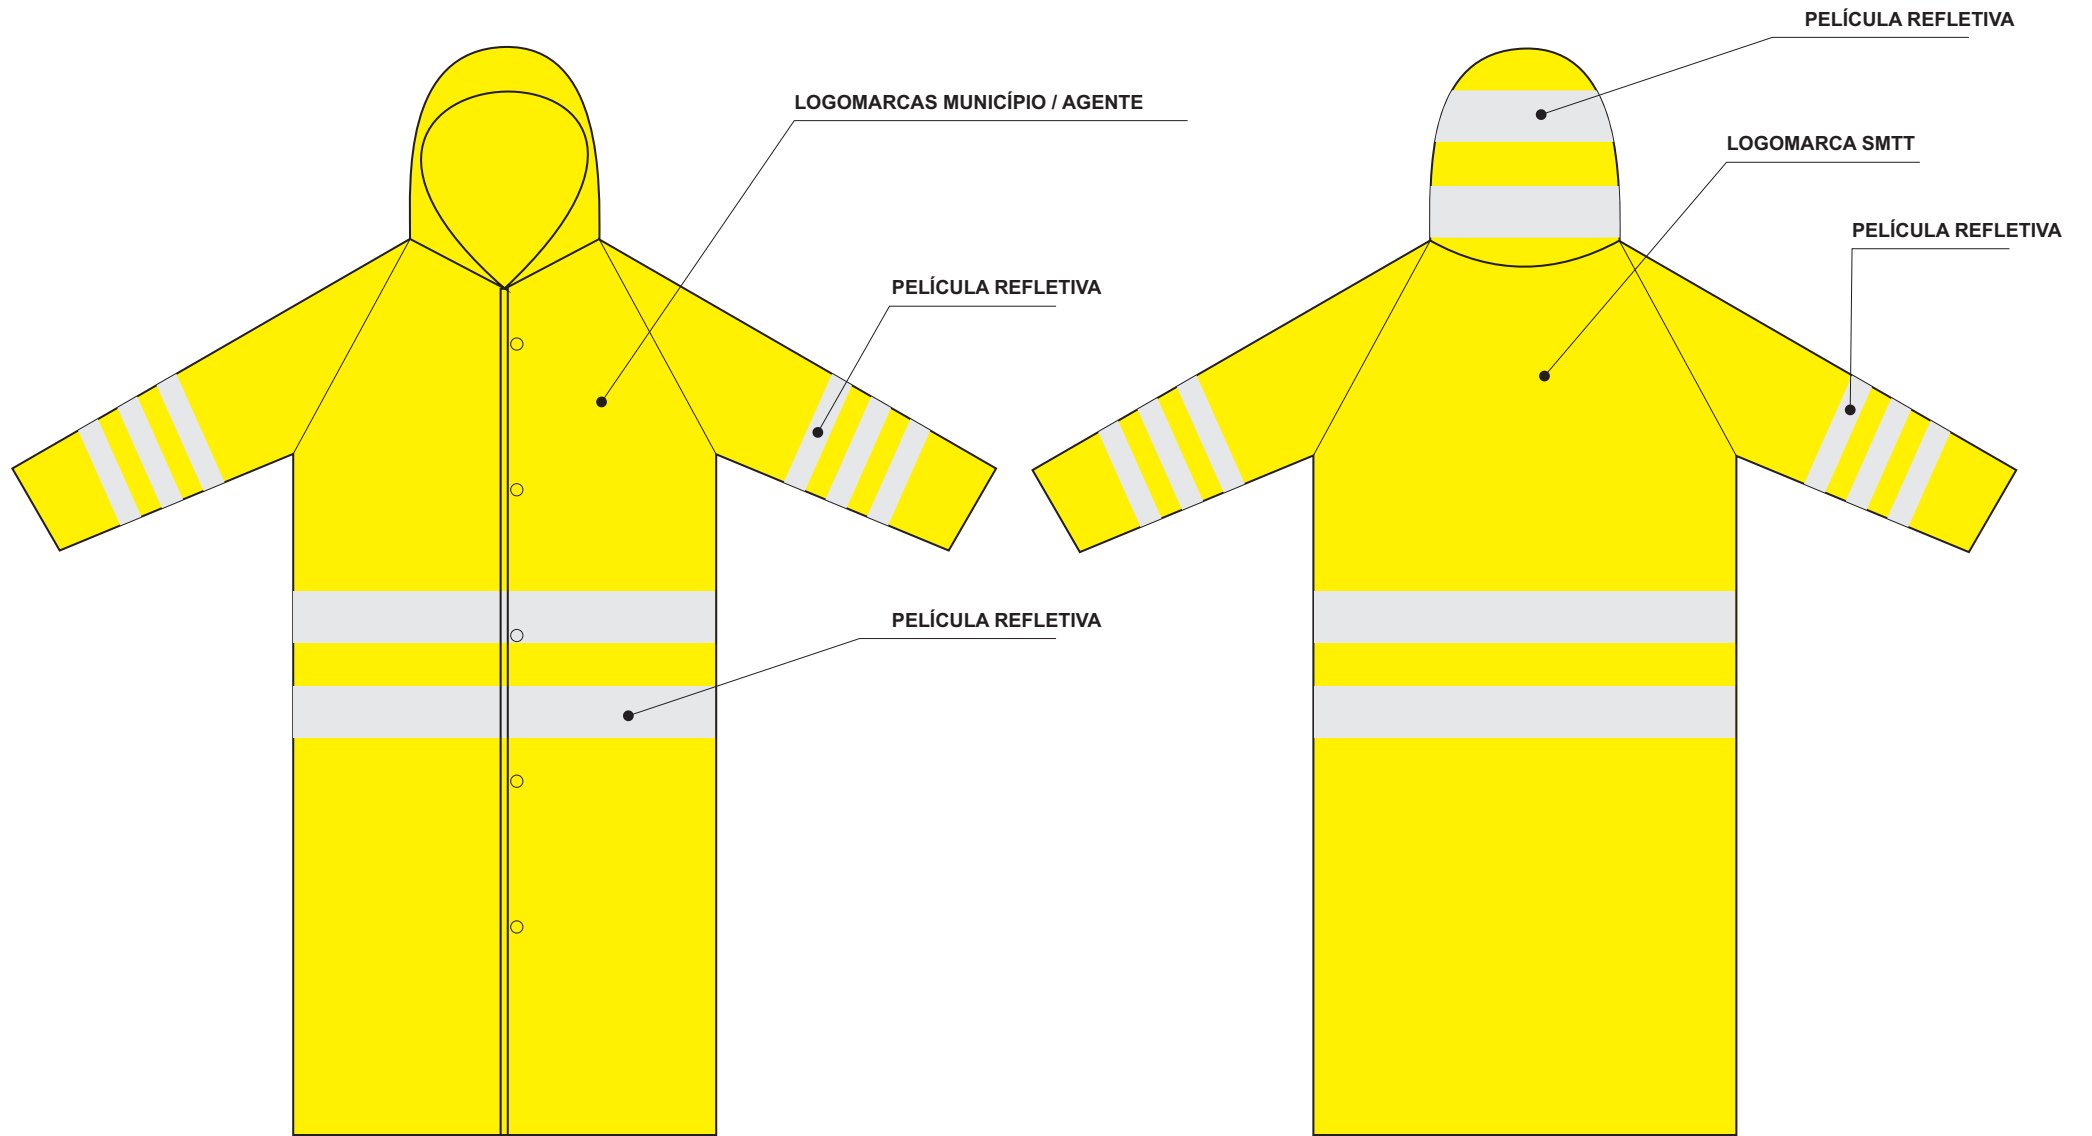 PELÍCULA REFLETIVA
LOGOMARCAS MUNICÍPIO / AGENTE
LOGOMARCA SMTT
PELÍCULA REFLETIVA
PELÍCULA REFLETIVA
PELÍCULA REFLETIVA